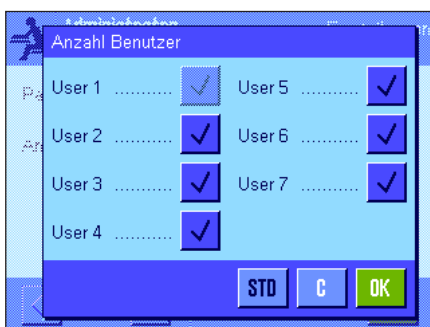 Administrator
Anzahl Benutzer
User 1 ...........
User 2 ...........
User 3 ...........
User 4 ...........
User 5 ...........
User 6 ...........
User 7 ...........
STD
C
OK